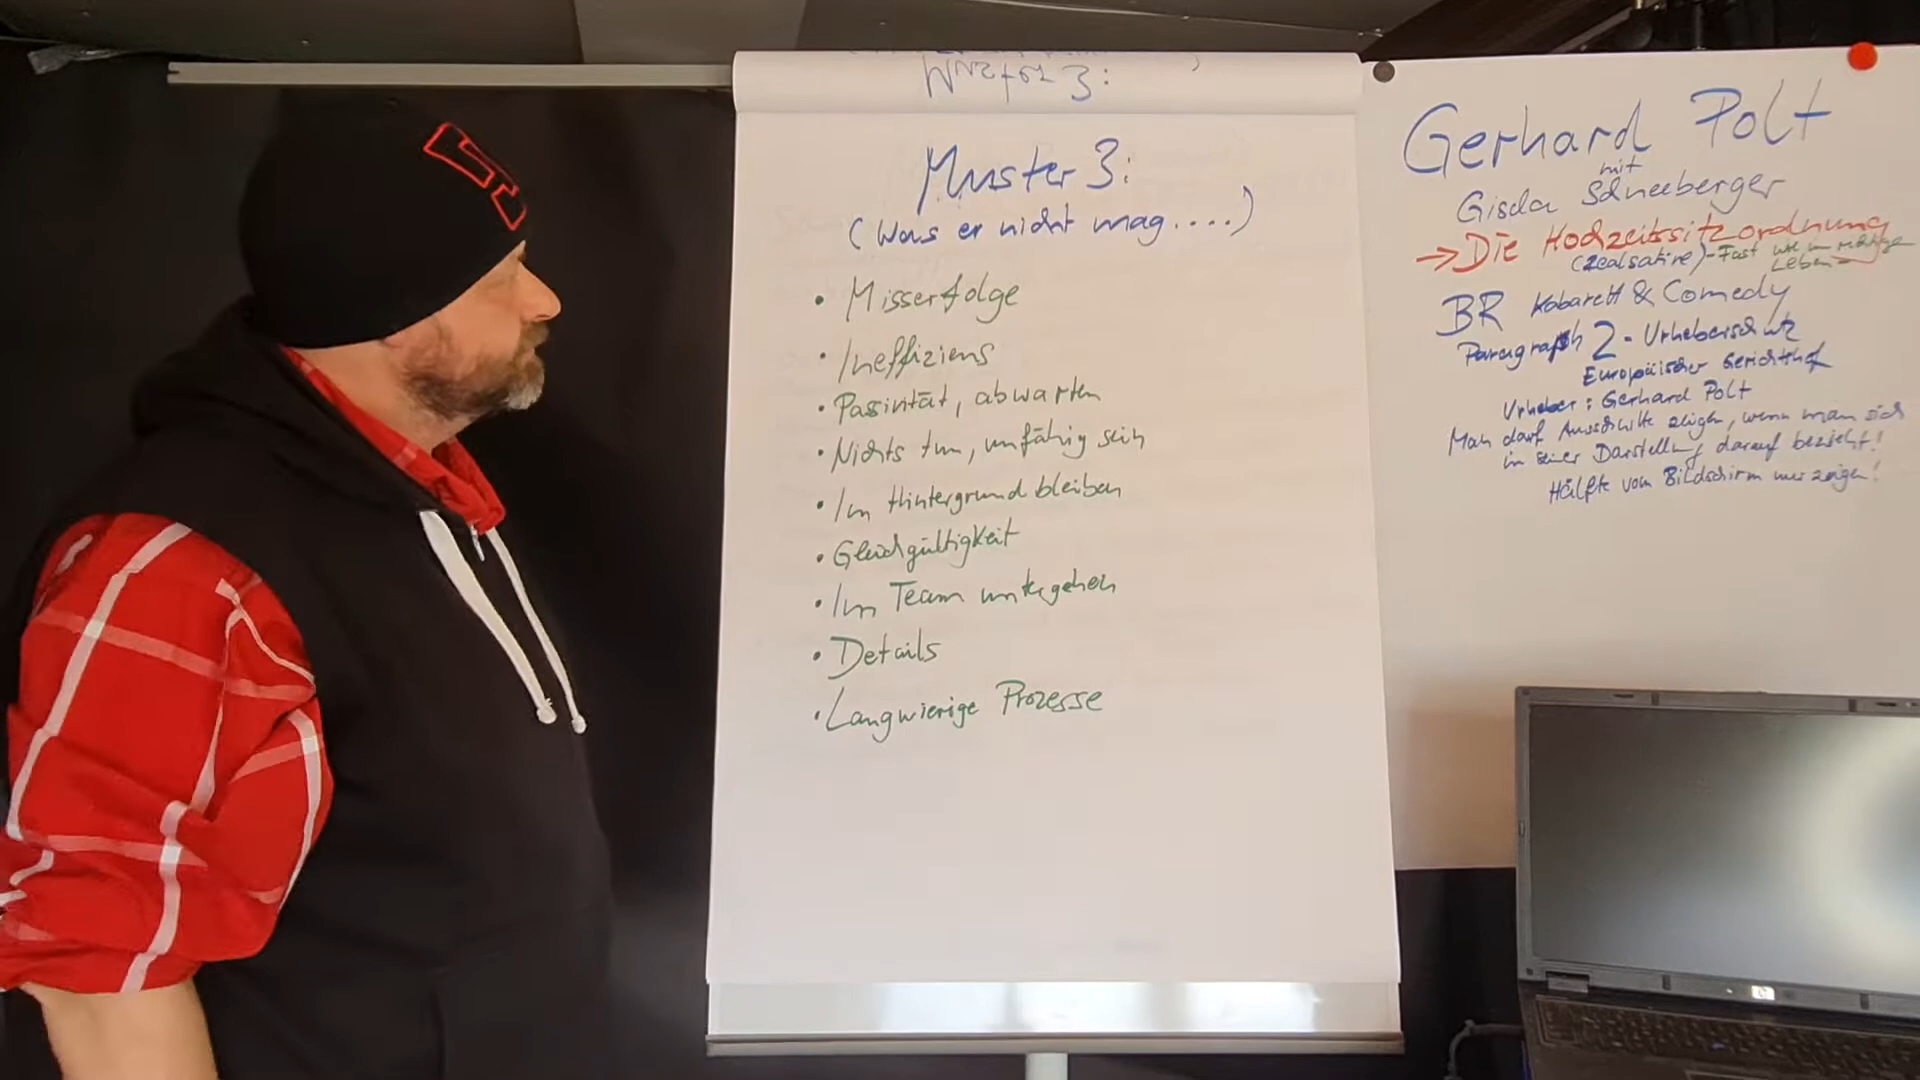 Muster 3:
Muster 3:
(Was er nicht mag....)
• Misserfolge
• Ineffiziens
• Passivität, abwarten
• Nichts tun, unfähig sein
• Im Hintergrund bleiben
• Gleichgültigkeit
• Im Team untergehen
• Details
• Langwierige Prozesse
Gerhard Polt
mit
Gisela Schneeberger
→ Die Hochzeitssitzordnung
(Realsatire) - Fast wie im richtigen
Leben -
BR Kabarett & Comedy
Paragraph 2 - Urheberschutz
Europäischer Gerichtshof
Urheber: Gerhard Polt
Man darf Ausschnitte zeigen, wenn man sich
in seiner Darstellung darauf bezieht!
Hälfte vom Bildschirm nur zeigen!